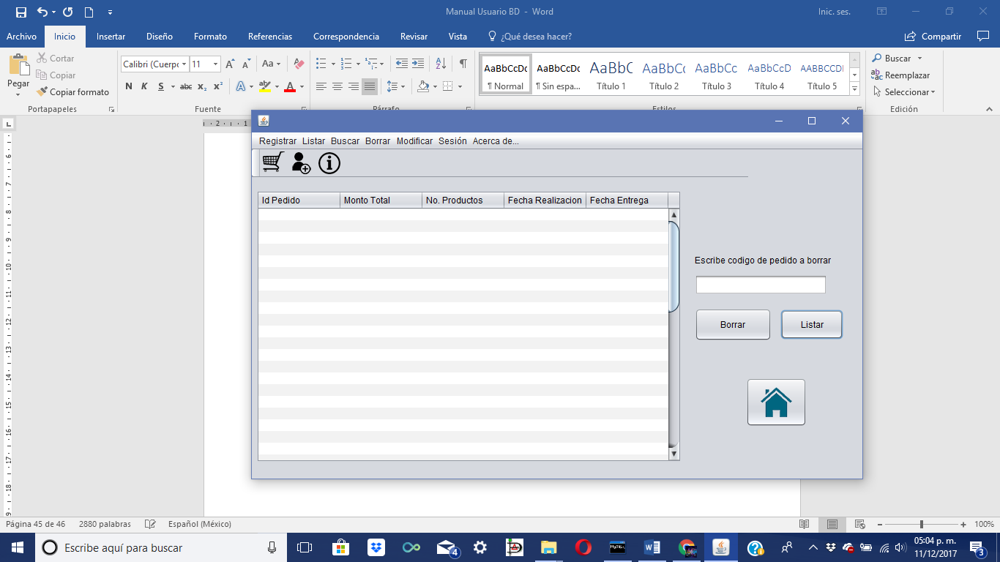 Manual Usuario BD - Word
Inic. ses.
Archivo Inicio Insertar Diseño Formato Referencias Correspondencia Revisar Vista ¿Qué desea hacer? Compartir
Pegar
Cortar
Copiar
Copiar formato
Portapapeles
Calibri (Cuerpo 11
N K S abc x₂ x²
Fuente
Párrafo
AaBbCcDc AaBbCcDc AaBbC AaBbCc AaBbCc AaBbCcD AABBCCDI
¶ Normal ¶ Sin espa... Título 1 Título 2 Título 3 Título 4 Título 5
Estilos
Buscar
Reemplazar
Seleccionar
Edición
Registrar Listar Buscar Borrar Modificar Sesión Acerca de...
Id Pedido Monto Total No. Productos Fecha Realizacion Fecha Entrega
Escribe codigo de pedido a borrar
Borrar Listar
Página 45 de 46 2880 palabras Español (México) 100%
Escribe aquí para buscar
4
MySQL
05:04 p. m.
11/12/2017
3